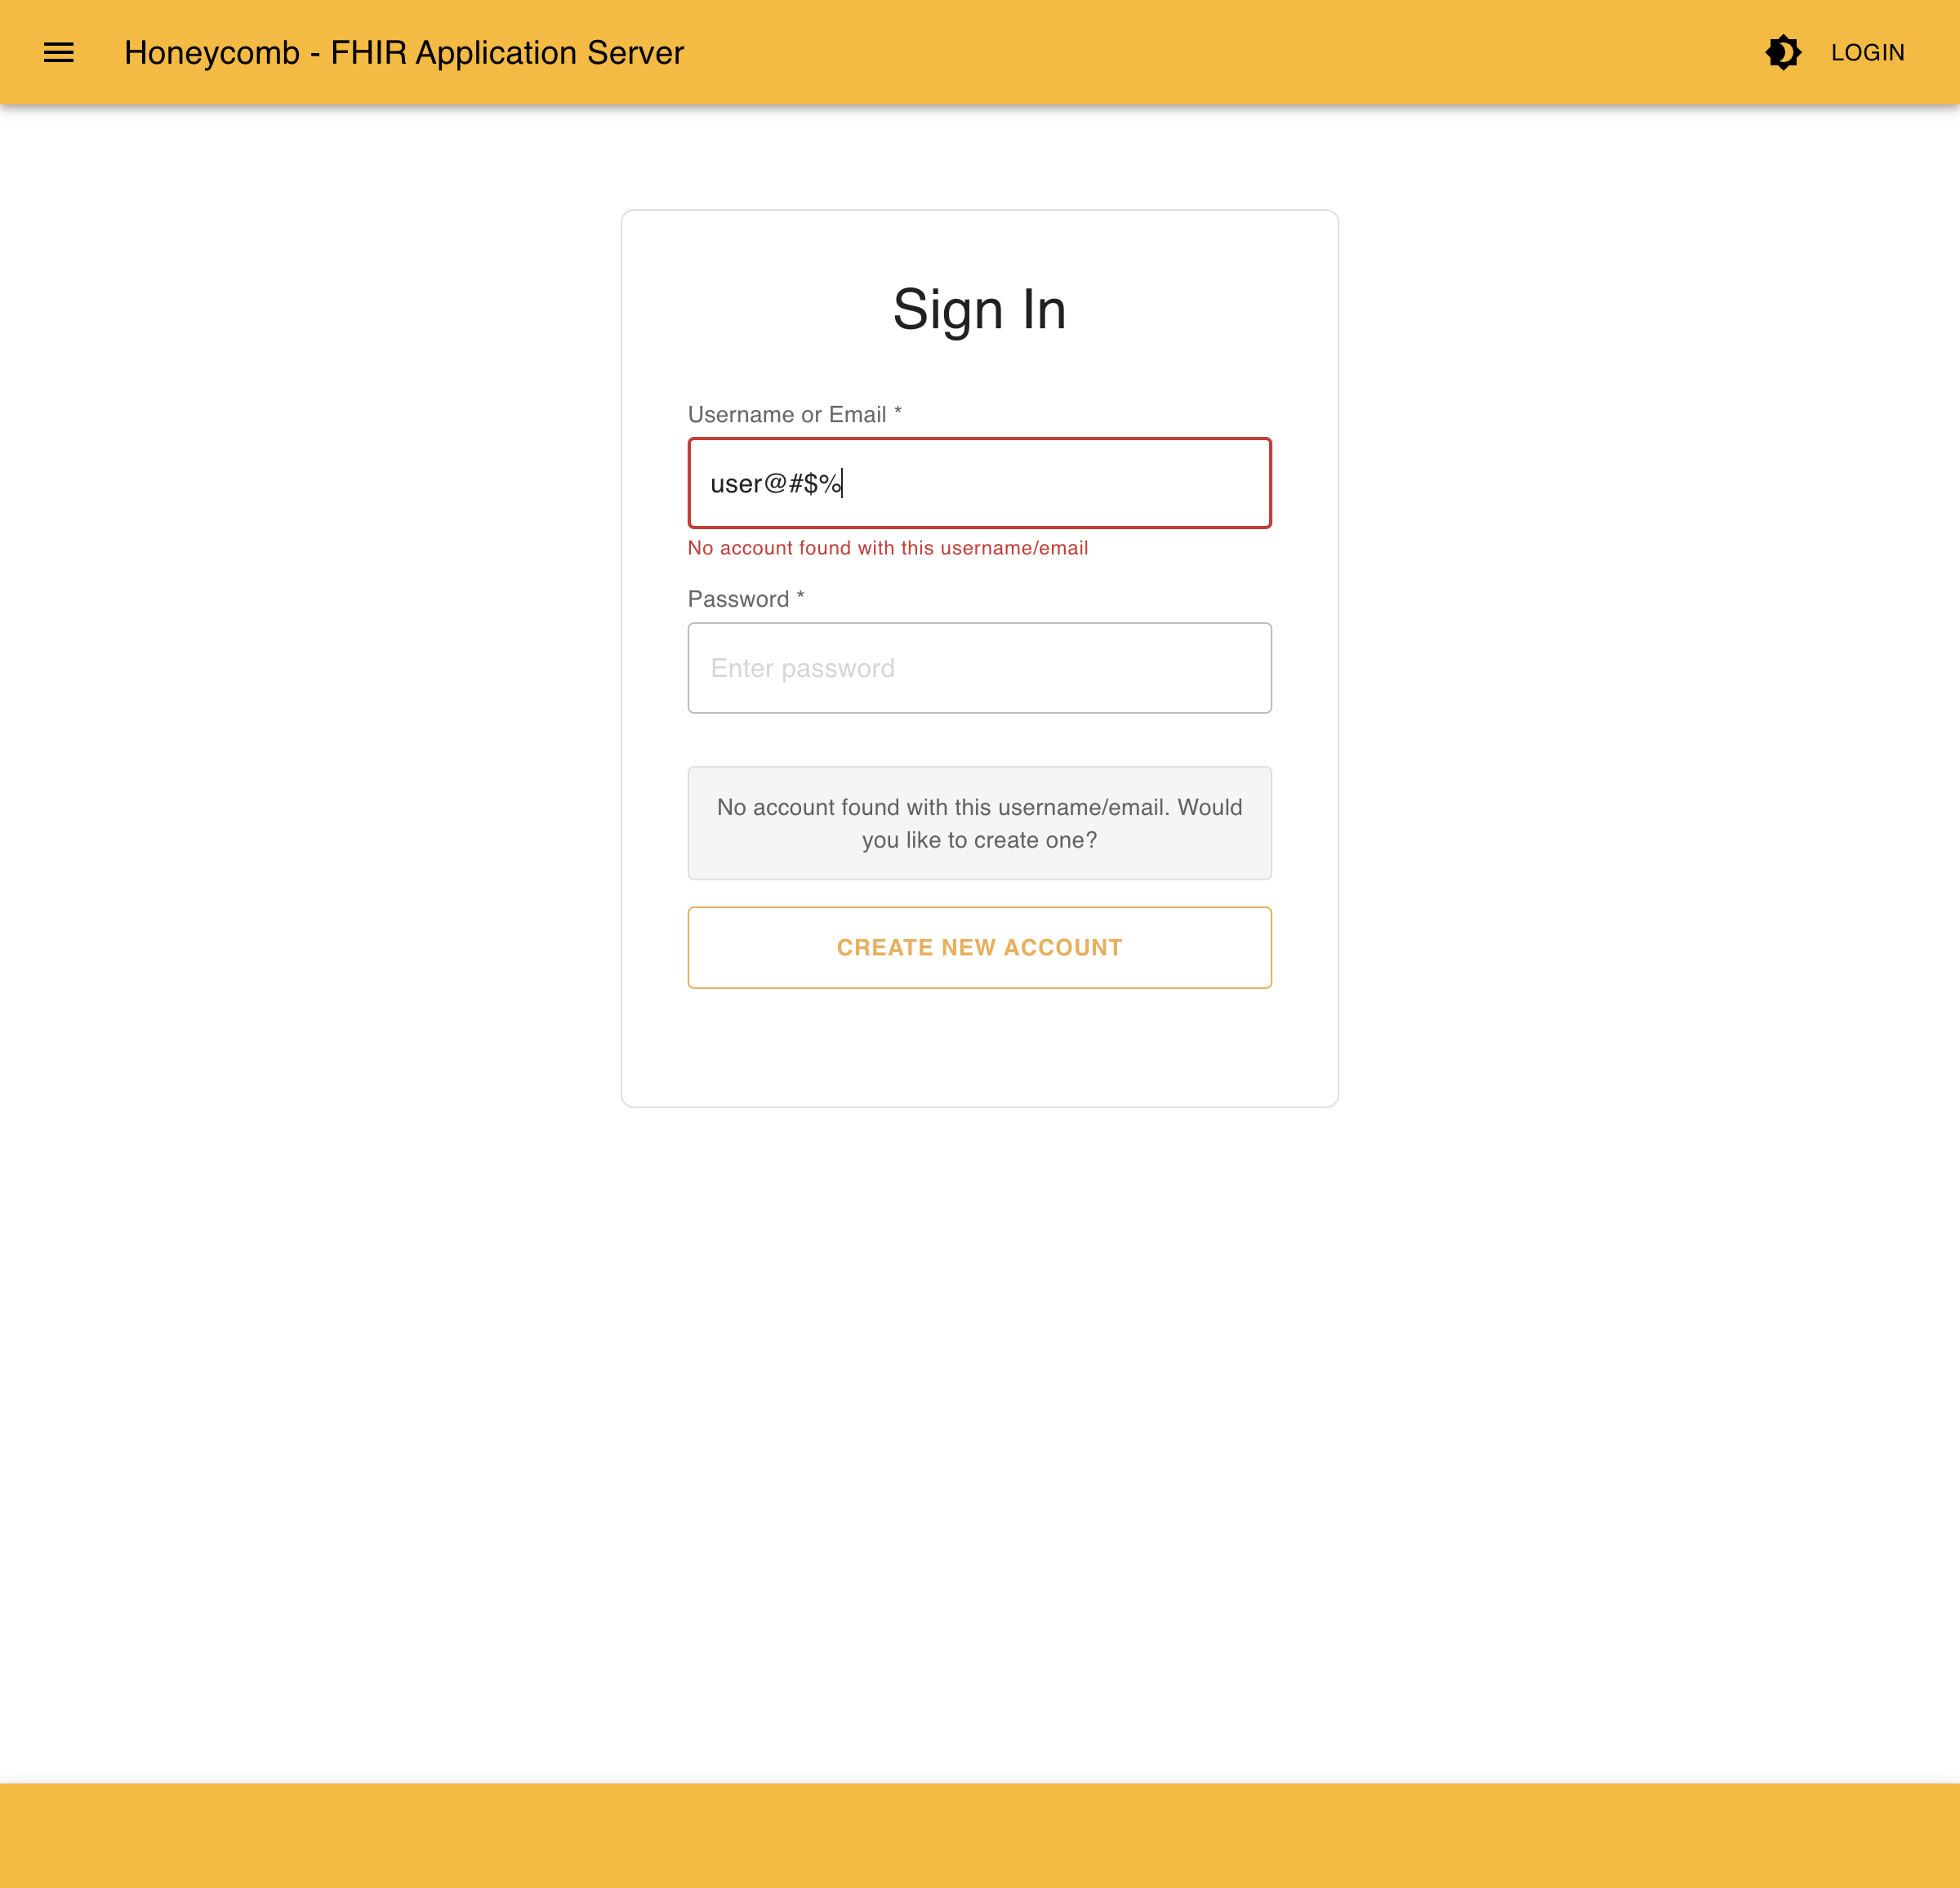 Honeycomb - FHIR Application Server
LOGIN
Sign In
Username or Email *
user@#$%
No account found with this username/email
Password *
Enter password
No account found with this username/email. Would
you like to create one?
CREATE NEW ACCOUNT